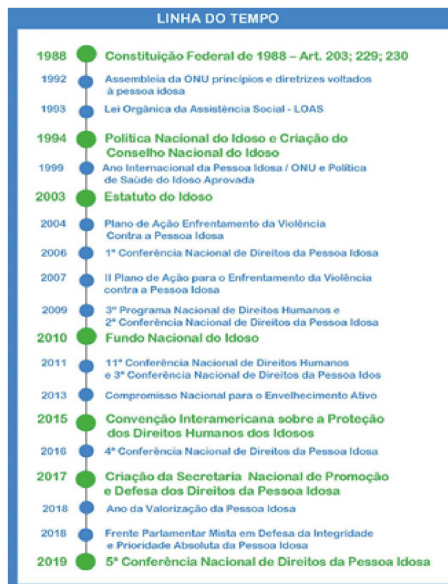 LINHA DO TEMPO
1988 Constituição Federal de 1988 – Art. 203; 229; 230
1992 Assembleia da ONU princípios e diretrizes voltados
à pessoa idosa
1993 Lei Orgânica da Assistência Social - LOAS
1994 Política Nacional do Idoso e Criação do
Conselho Nacional do Idoso
1999 Ano Internacional da Pessoa Idosa / ONU e Política
de Saúde do Idoso Aprovada
2003 Estatuto do Idoso
2004 Plano de Ação Enfrentamento da Violência
Contra a Pessoa Idosa
2006 1ª Conferência Nacional de Direitos da Pessoa Idosa
2007 II Plano de Ação para o Enfrentamento da Violência
contra a Pessoa Idosa
2009 3º Programa Nacional de Direitos Humanos e
2ª Conferência Nacional de Direitos da Pessoa Idosa
2010 Fundo Nacional do Idoso
2011 11ª Conferência Nacional de Direitos Humanos
e 3ª Conferência Nacional de Direitos da Pessoa Idos
2013 Compromisso Nacional para o Envelhecimento Ativo
2015 Convenção Interamericana sobre a Proteção
dos Direitos Humanos dos Idosos
2016 4ª Conferência Nacional de Direitos da Pessoa Idosa
2017 Criação da Secretaria Nacional de Promoção
e Defesa dos Direitos da Pessoa Idosa
2018 Ano da Valorização da Pessoa Idosa
2018 Frente Parlamentar Mista em Defesa da Integridade
e Prioridade Absoluta da Pessoa Idosa
2019 5ª Conferência Nacional de Direitos da Pessoa Idosa